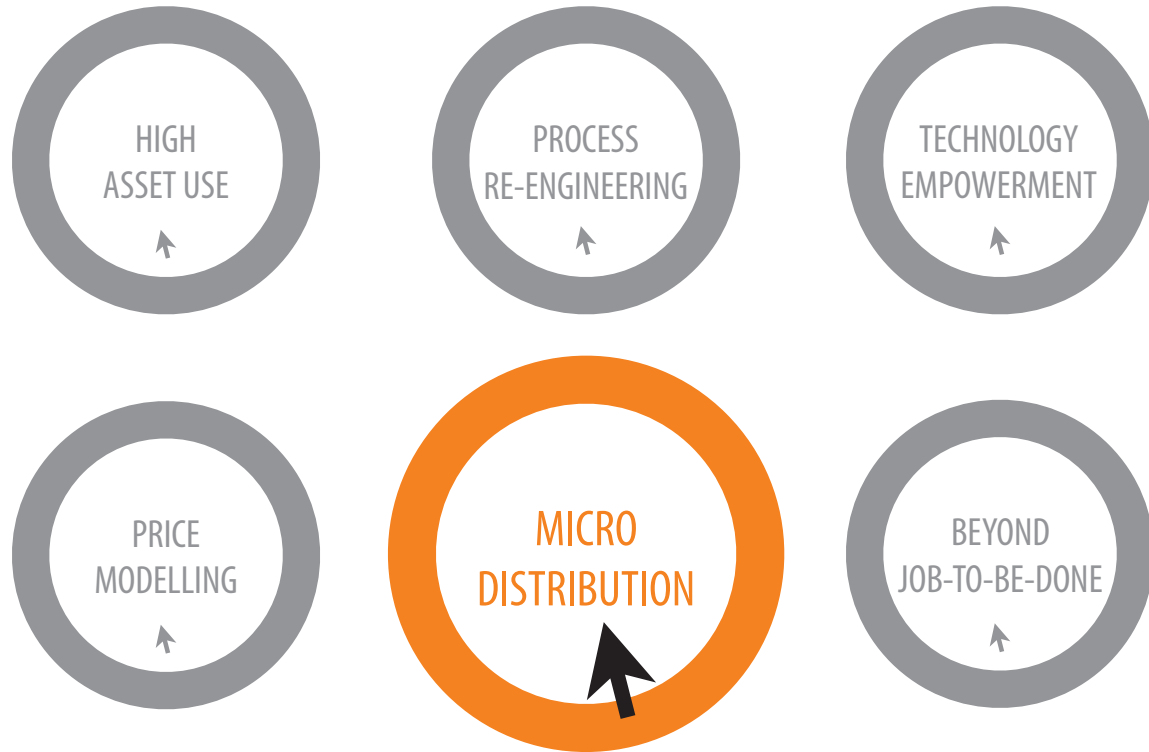 HIGH
ASSET USE
PROCESS
RE-ENGINEERING
TECHNOLOGY
EMPOWERMENT
PRICE
MODELLING
MICRO
DISTRIBUTION
BEYOND
JOB-TO-BE-DONE